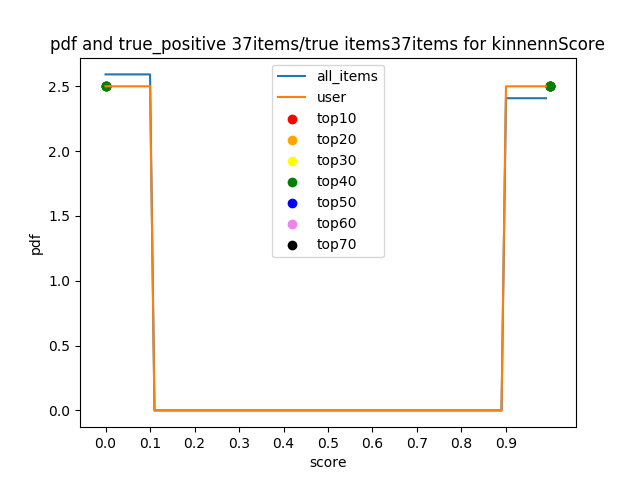 pdf and true_positive 37items/true items37items for kinnennScore
all_items
user
top10
top20
top30
top40
top50
top60
top70
pdf
2.5
2.0
1.5
1.0
0.5
0.0
0.0 0.1 0.2 0.3 0.4 0.5 0.6 0.7 0.8 0.9
score